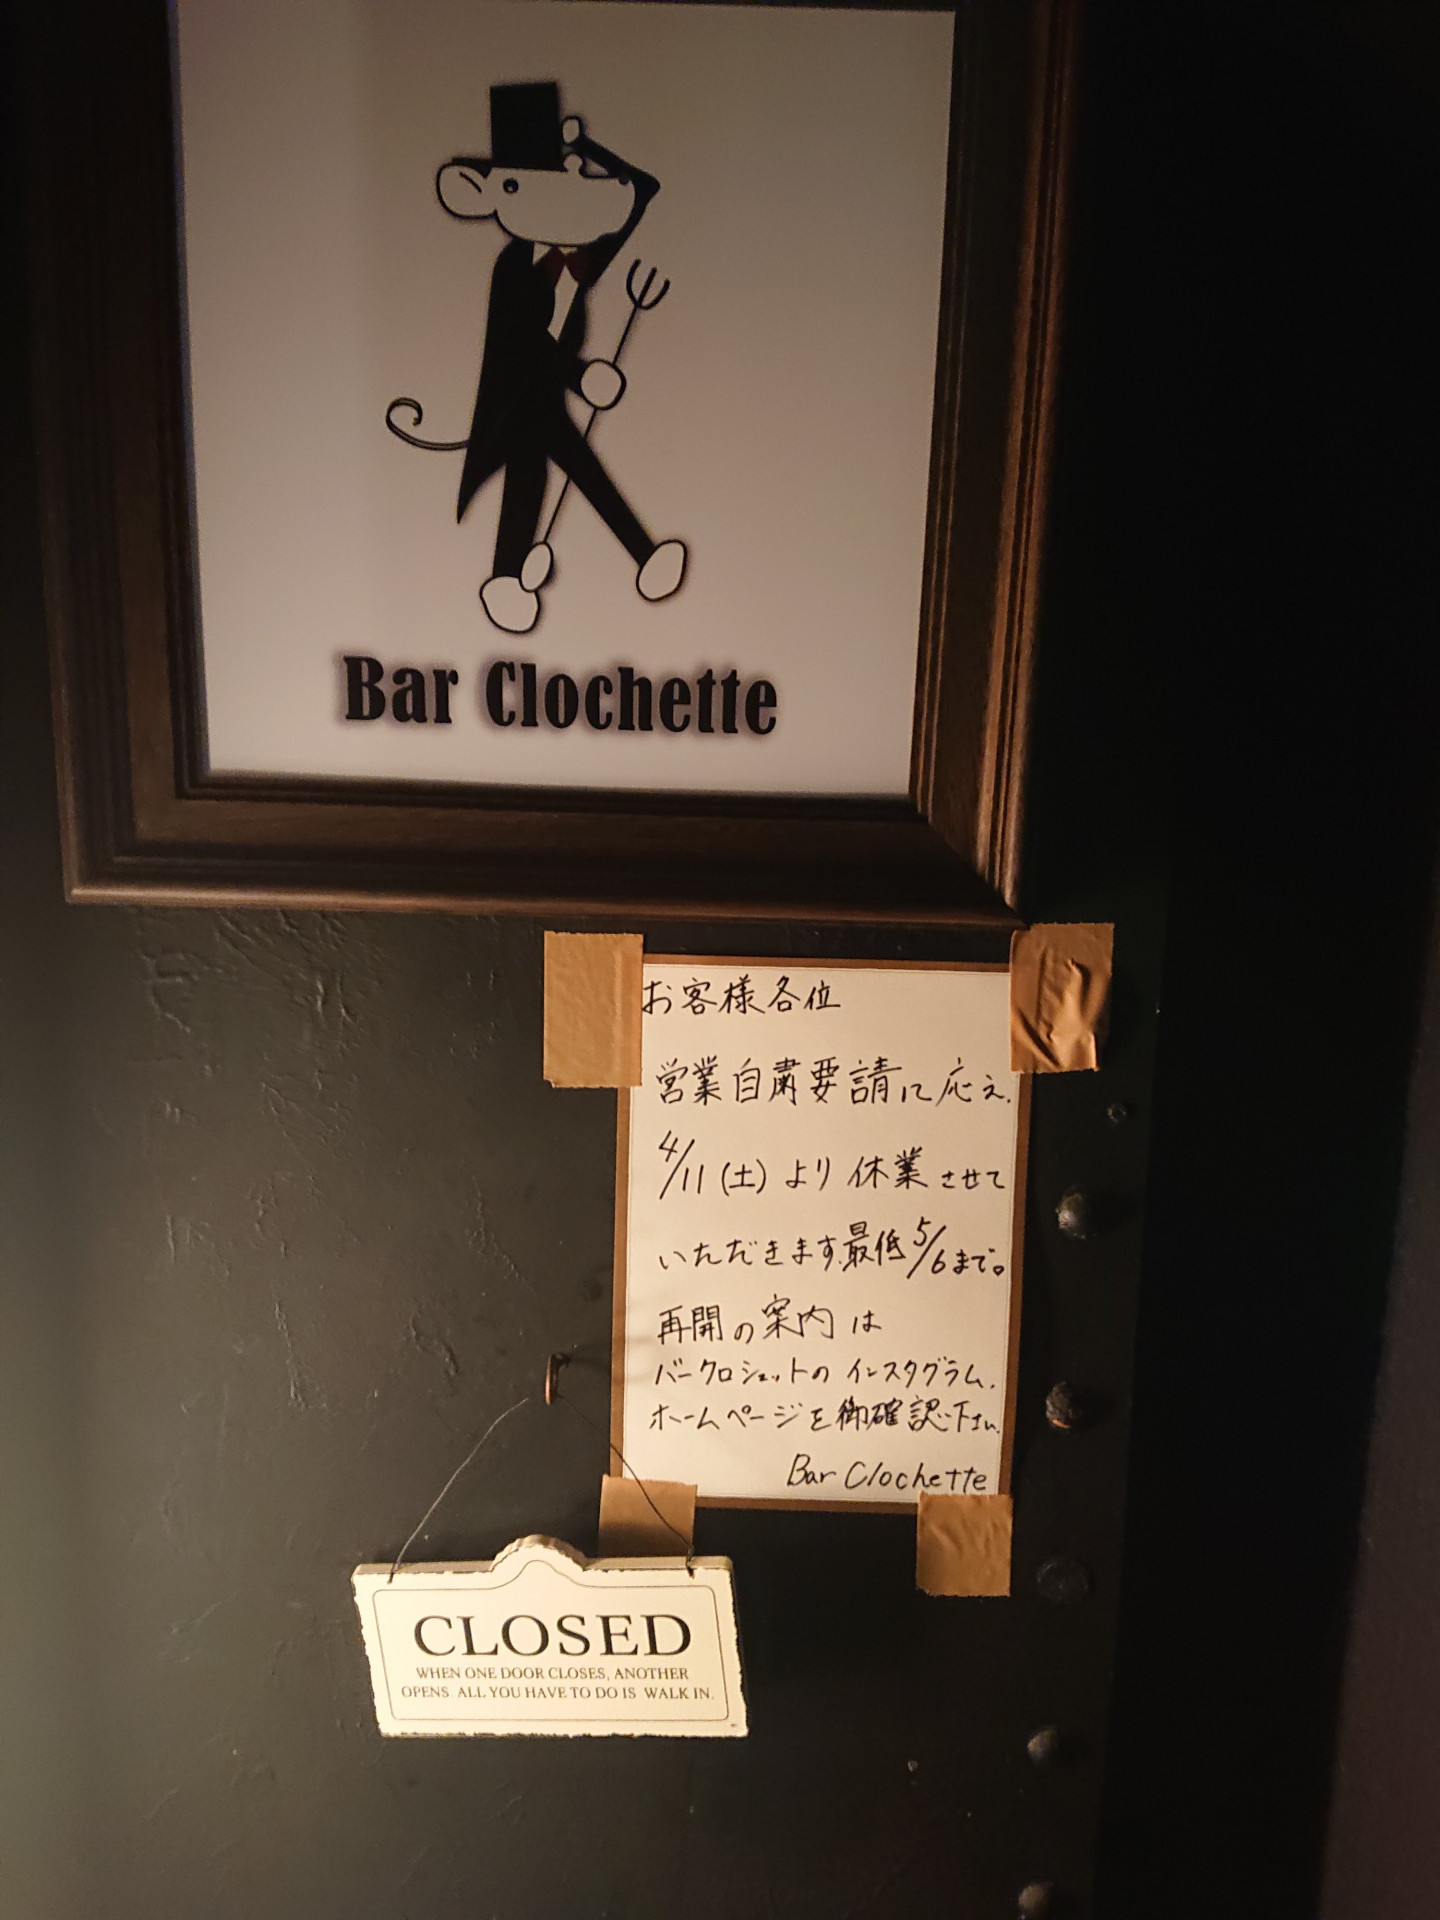 Bar Clochette
お客様各位
営業自粛要請に応え、
4/11(土)より休業させて
いただきます。最低5/6まで。
再開の案内は
バークロシェットのインスタグラム、
ホームページを御確認下さい。
Bar Clochette
CLOSED
WHEN ONE DOOR CLOSES, ANOTHER
OPENS. ALL YOU HAVE TO DO IS WALK IN.